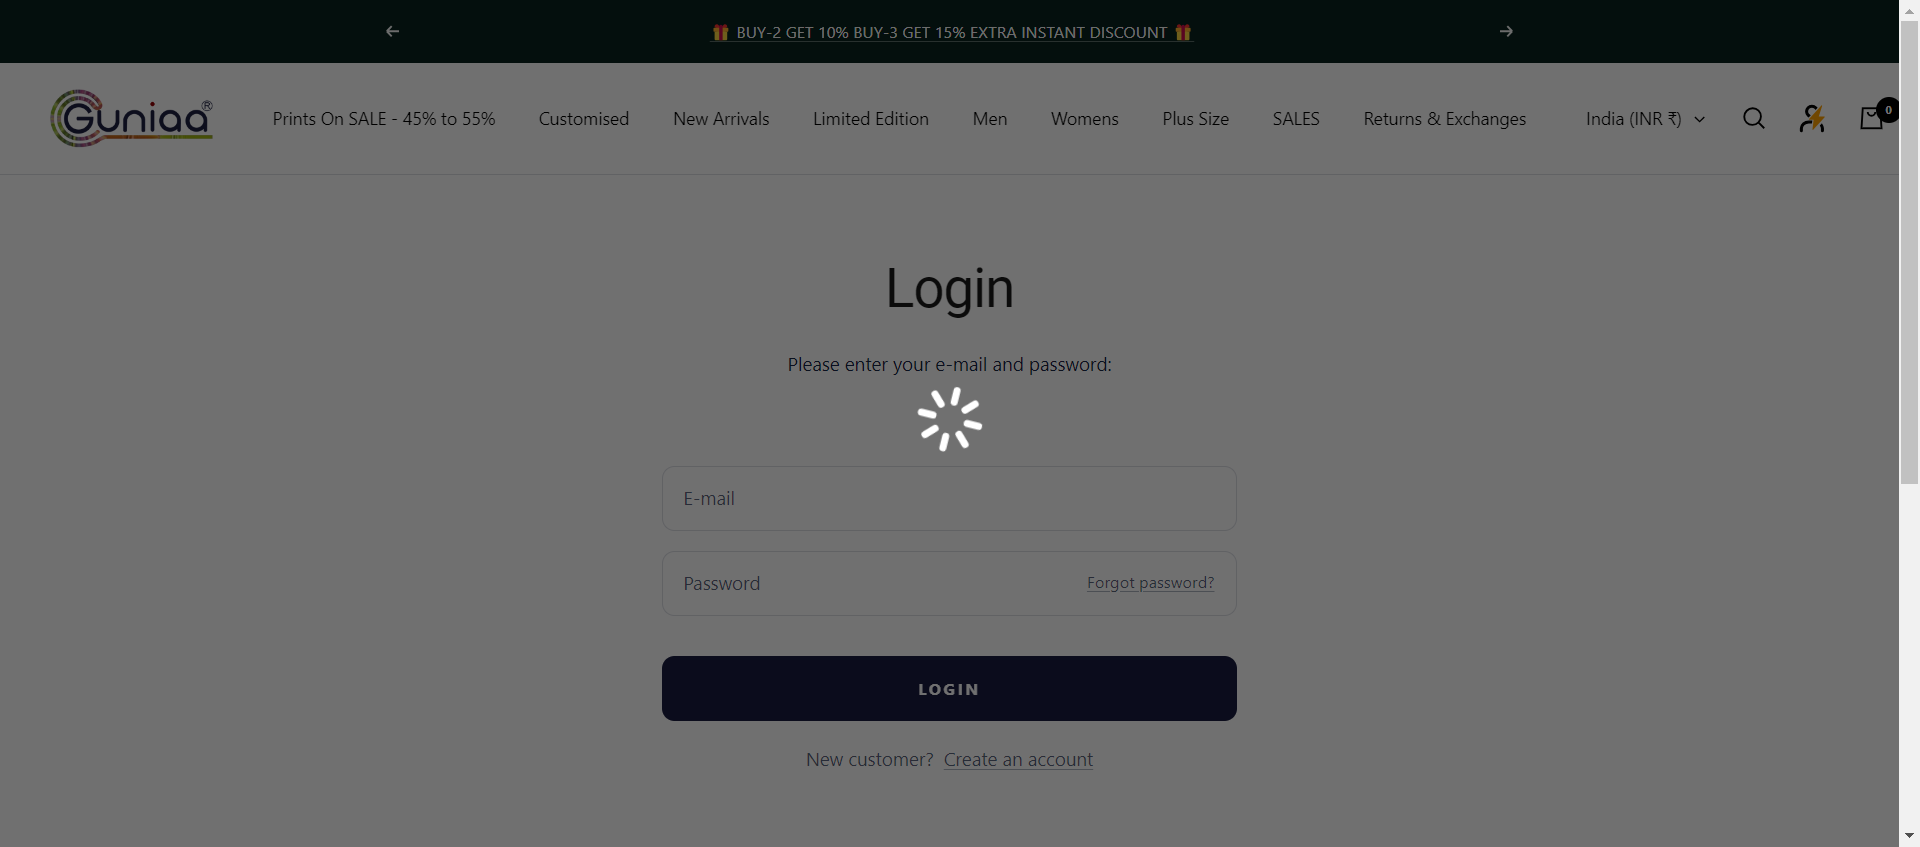 🎁 BUY-2 GET 10% BUY-3 GET 15% EXTRA INSTANT DISCOUNT 🎁
Guniaa®
Prints On SALE - 45% to 55%
Customised
New Arrivals
Limited Edition
Men
Womens
Plus Size
SALES
Returns & Exchanges
India (INR ₹)
0
Login
Please enter your e-mail and password:
E-mail
Password
Forgot password?
LOGIN
New customer? Create an account